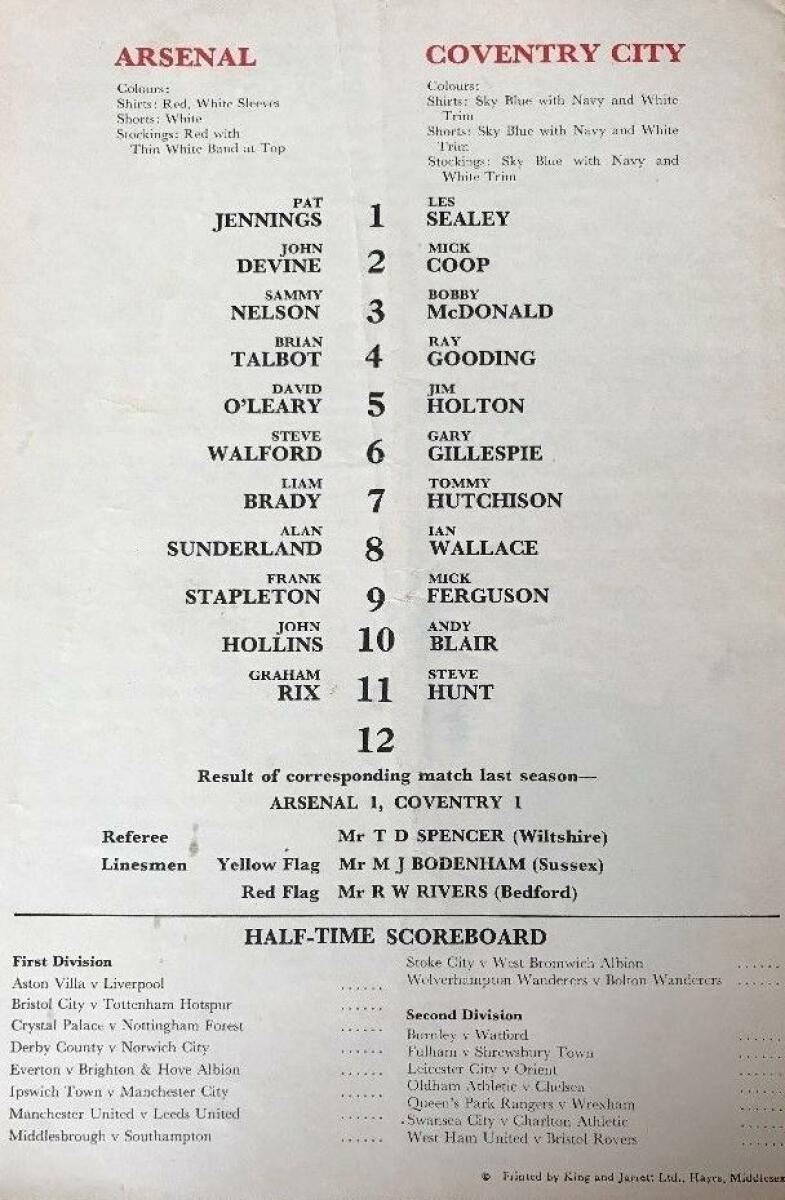 ARSENAL
Colours:
Shirts: Red, White Sleeves
Shorts: White
Stockings: Red with
Thin White Band at Top
COVENTRY CITY
Colours:
Shirts: Sky Blue with Navy and White
Trim
Shorts: Sky Blue with Navy and White
Trim
Stockings: Sky Blue with Navy and
White Trim
PAT LES
JENNINGS 1 SEALEY
JOHN MICK
DEVINE 2 COOP
SAMMY BOBBY
NELSON 3 McDONALD
BRIAN RAY
TALBOT 4 GOODING
DAVID JIM
O'LEARY 5 HOLTON
STEVE GARY
WALFORD 6 GILLESPIE
LIAM TOMMY
BRADY 7 HUTCHISON
ALAN IAN
SUNDERLAND 8 WALLACE
FRANK MICK
STAPLETON 9 FERGUSON
JOHN ANDY
HOLLINS 10 BLAIR
GRAHAM STEVE
RIX 11 HUNT
12
Result of corresponding match last season—
ARSENAL 1, COVENTRY 1
Referee Mr T D SPENCER (Wiltshire)
Linesmen Yellow Flag Mr M J BODENHAM (Sussex)
Red Flag Mr R W RIVERS (Bedford)
HALF-TIME SCOREBOARD
First Division
Aston Villa v Liverpool ......
Bristol City v Tottenham Hotspur ......
Crystal Palace v Nottingham Forest ......
Derby County v Norwich City ......
Everton v Brighton & Hove Albion ......
Ipswich Town v Manchester City ......
Manchester United v Leeds United ......
Middlesbrough v Southampton ......
Stoke City v West Bromwich Albion ......
Wolverhampton Wanderers v Bolton Wanderers ......
Second Division
Burnley v Watford ......
Fulham v Shrewsbury Town ......
Leicester City v Orient ......
Oldham Athletic v Chelsea ......
Queen's Park Rangers v Wrexham ......
Swansea City v Charlton Athletic ......
West Ham United v Bristol Rovers ......
© Printed by King and Jarrett Ltd., Hayes, Middlesex